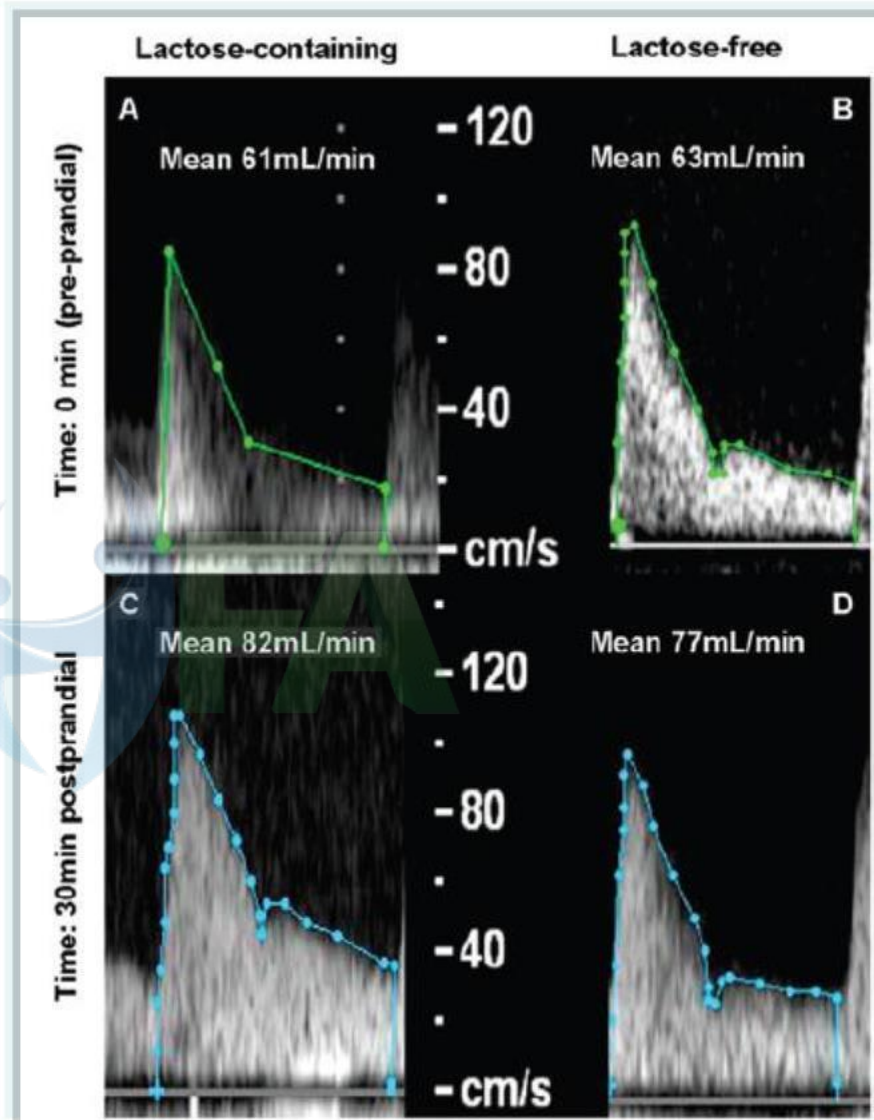 Lactose-containing
Lactose-free
Time: 0 min (pre-prandial)
A
Mean 61mL/min
120
80
40
cm/s
B
Mean 63mL/min
Time: 30min postprandial
C
Mean 82mL/min
120
80
40
cm/s
D
Mean 77mL/min
FA